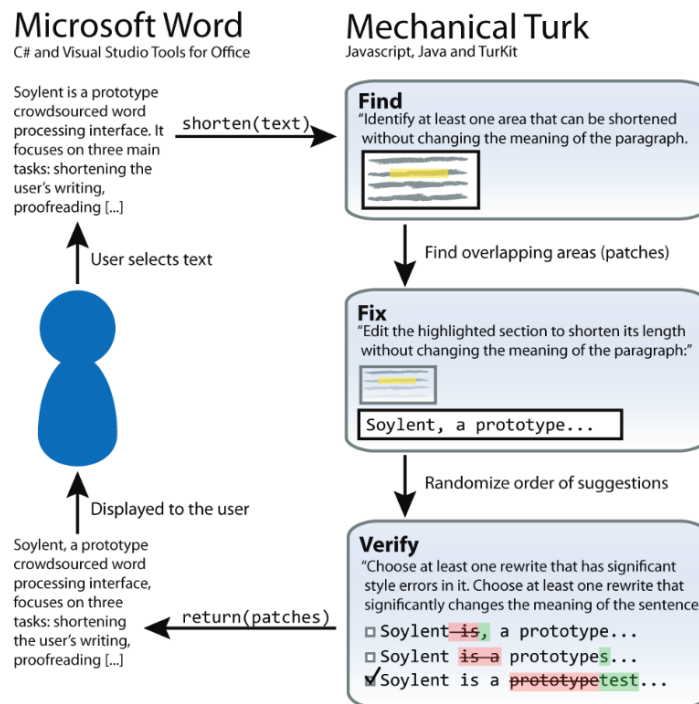 Microsoft Word
C# and Visual Studio Tools for Office
Soylent is a prototype
crowdsourced word
processing interface. It
focuses on three main
tasks: shortening the
user's writing,
proofreading [...]
shorten(text)
User selects text
Displayed to the user
Soylent, a prototype
crowdsourced word
processing interface,
focuses on three
tasks: shortening
the user's writing,
proofreading [...]
return(patches)
Mechanical Turk
Javascript, Java and TurKit
Find
"Identify at least one area that can be shortened
without changing the meaning of the paragraph.
Find overlapping areas (patches)
Fix
"Edit the highlighted section to shorten its length
without changing the meaning of the paragraph:"
Soylent, a prototype...
Randomize order of suggestions
Verify
"Choose at least one rewrite that has significant
style errors in it. Choose at least one rewrite that
significantly changes the meaning of the sentence
Soylent is, a prototype...
Soylent is a prototypes...
Soylent is a prototypetest...